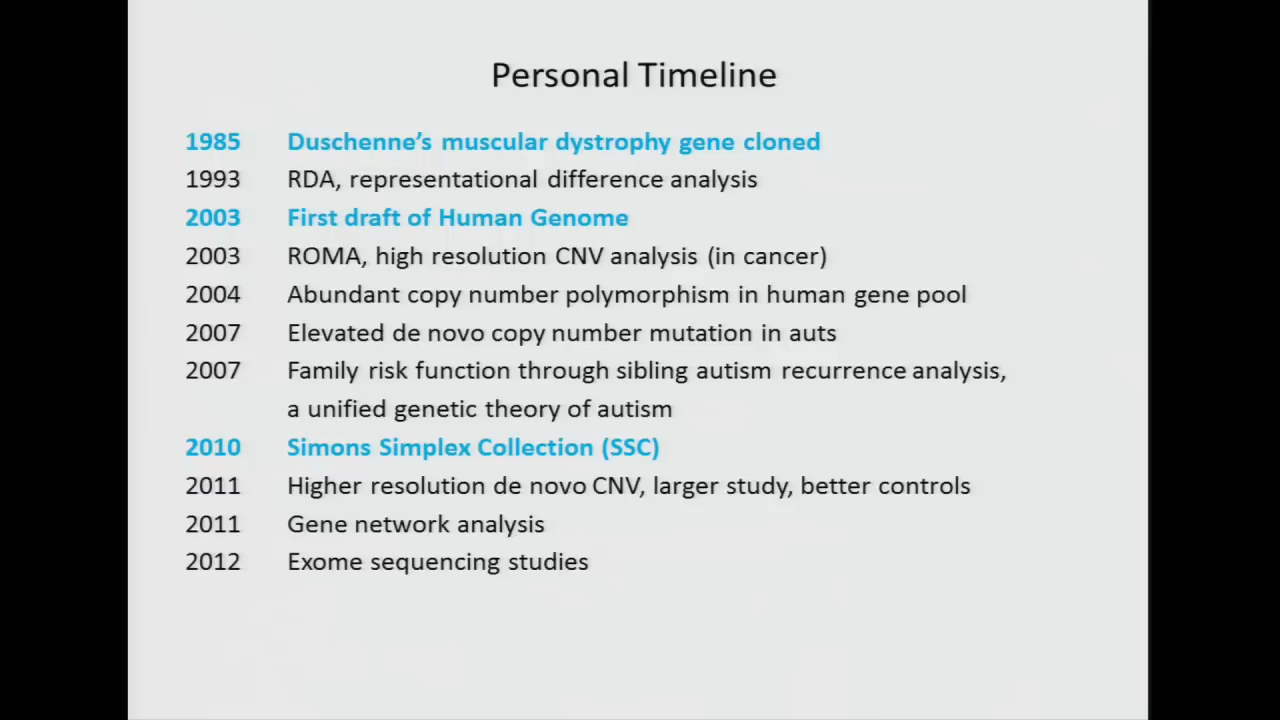 Personal Timeline
1985 Duschenne's muscular dystrophy gene cloned
1993 RDA, representational difference analysis
2003 First draft of Human Genome
2003 ROMA, high resolution CNV analysis (in cancer)
2004 Abundant copy number polymorphism in human gene pool
2007 Elevated de novo copy number mutation in auts
2007 Family risk function through sibling autism recurrence analysis,
a unified genetic theory of autism
2010 Simons Simplex Collection (SSC)
2011 Higher resolution de novo CNV, larger study, better controls
2011 Gene network analysis
2012 Exome sequencing studies